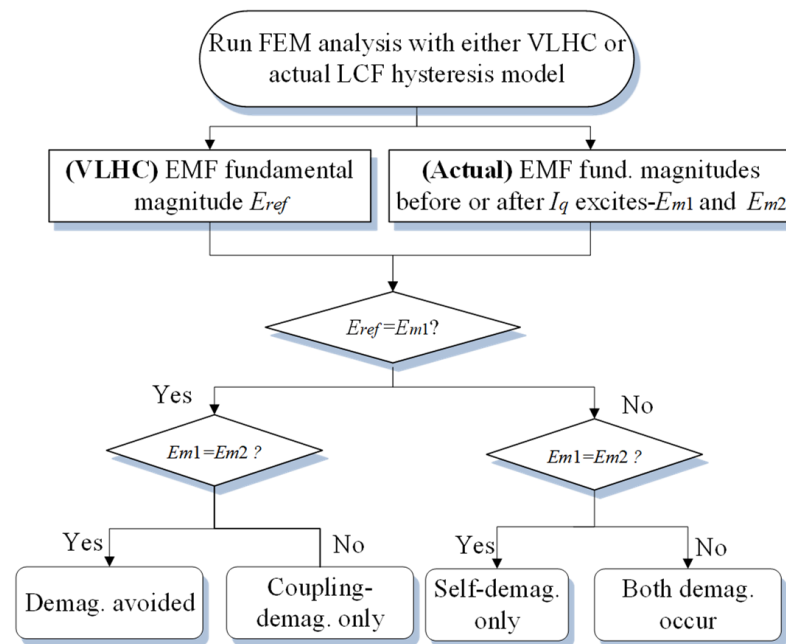 Run FEM analysis with either VLHC or
actual LCF hysteresis model
(VLHC) EMF fundamental
magnitude Eref
(Actual) EMF fund. magnitudes
before or after Iq excites-Em1 and Em2
Eref=Em1?
Yes
No
Em1=Em2 ?
Em1=Em2 ?
Yes
No
Yes
No
Demag. avoided
Coupling-
demag. only
Self-demag.
only
Both demag.
occur